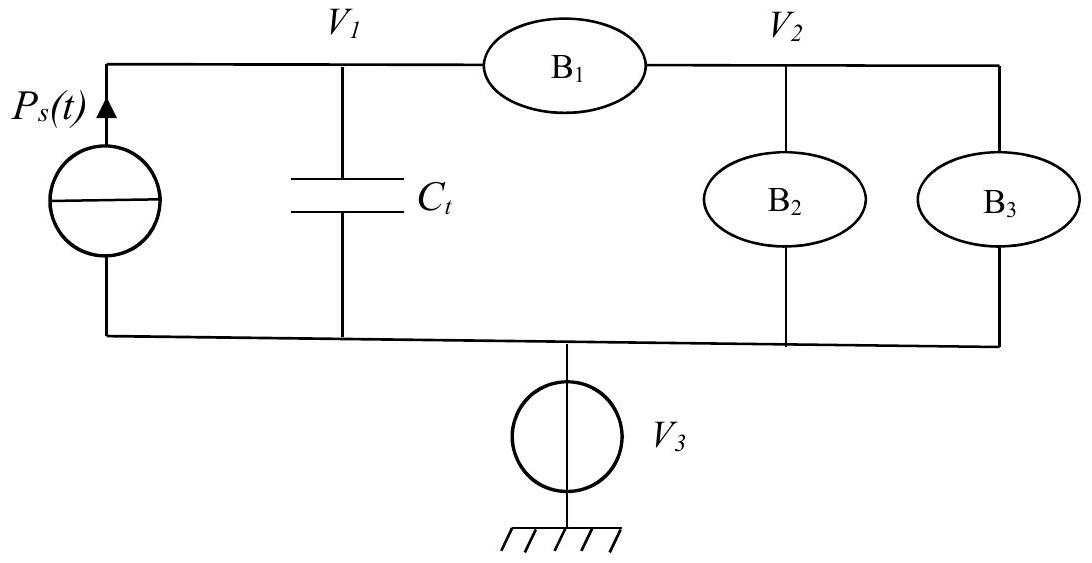 V₁
V₂
B₁
Pₛ(t)
Cₜ
B₂
B₃
V₃